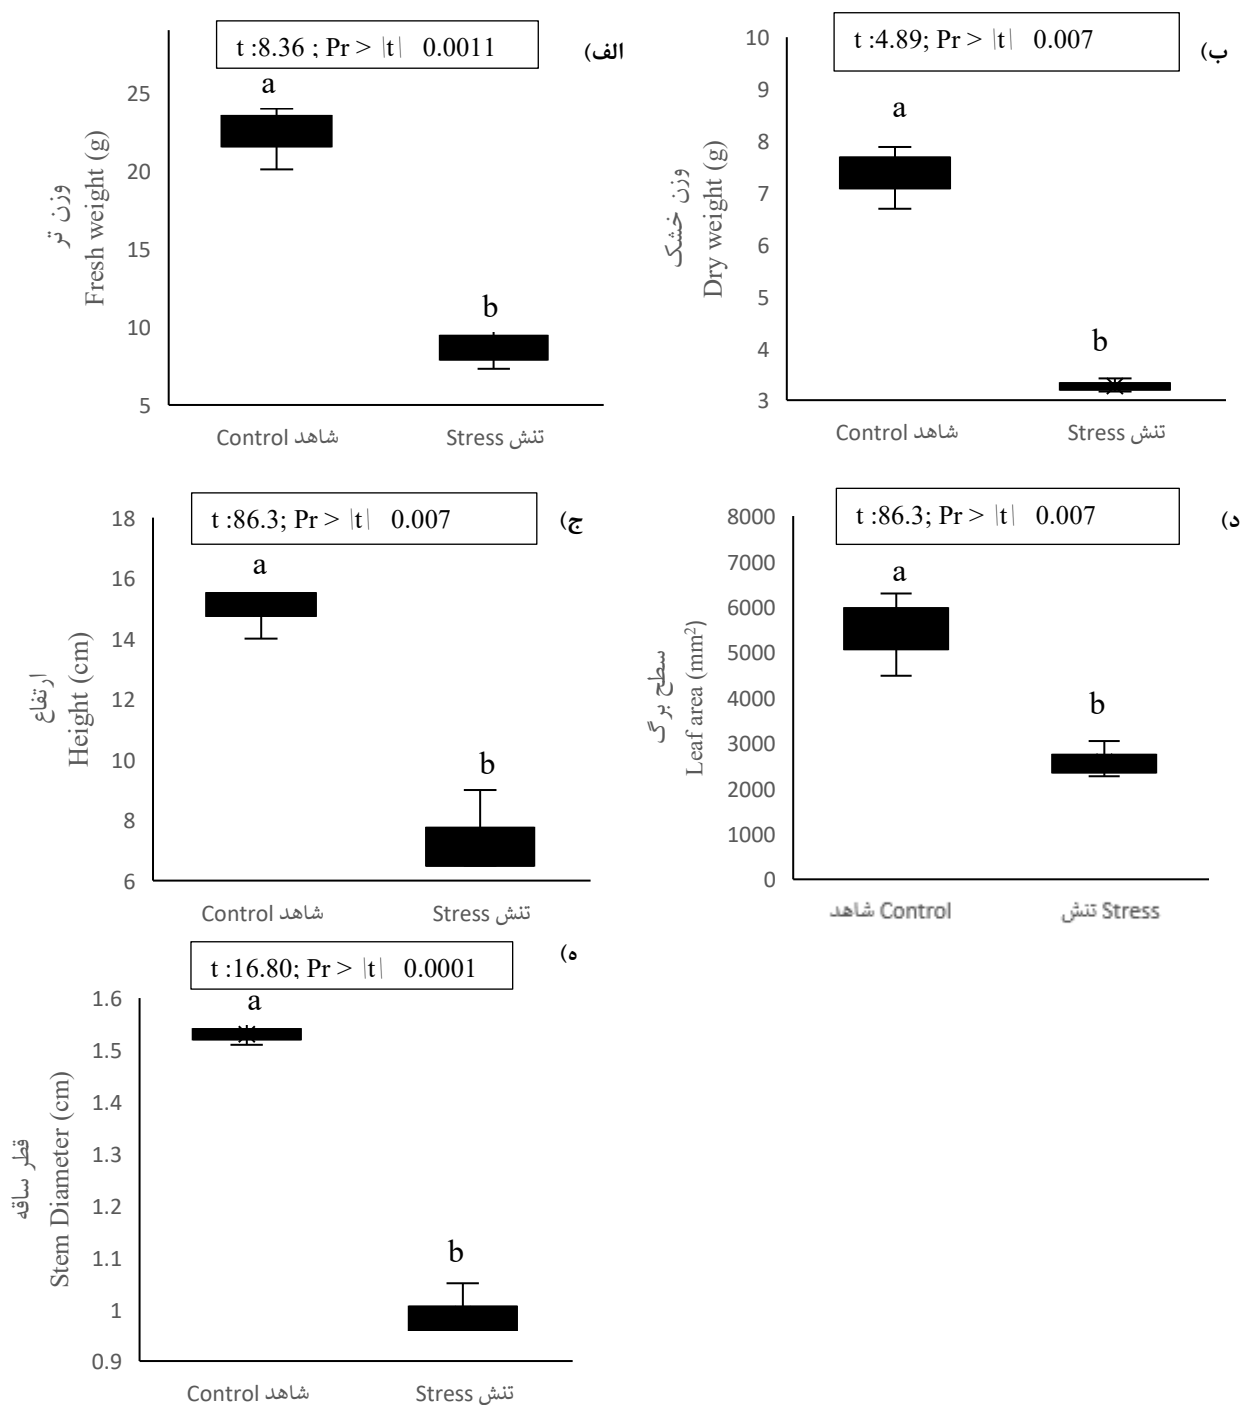 الف)
t :8.36 ; Pr > |t| 0.0011
a
b
25
20
15
10
5
وزن تر
Fresh weight (g)
شاهد Control
تنش Stress
ب)
t :4.89; Pr > |t| 0.007
a
b
10
9
8
7
6
5
4
3
وزن خشک
Dry weight (g)
شاهد Control
تنش Stress
ج)
t :86.3; Pr > |t| 0.007
a
b
18
16
14
12
10
8
6
ارتفاع
Height (cm)
شاهد Control
تنش Stress
د)
t :86.3; Pr > |t| 0.007
a
b
8000
7000
6000
5000
4000
3000
2000
1000
0
سطح برگ
Leaf area (mm²)
شاهد Control
تنش Stress
ه)
t :16.80; Pr > |t| 0.0001
a
b
1.6
1.5
1.4
1.3
1.2
1.1
1
0.9
قطر ساقه
Stem Diameter (cm)
شاهد Control
تنش Stress